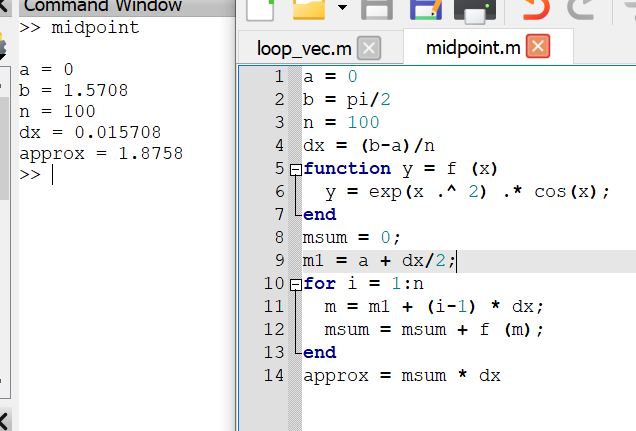 Command Window
>> midpoint
a = 0
b = 1.5708
n = 100
dx = 0.015708
approx = 1.8758
>>
loop_vec.m
midpoint.m
1 a = 0
2 b = pi/2
3 n = 100
4 dx = (b-a)/n
5 function y = f (x)
6 y = exp(x .^ 2) .* cos(x);
7 end
8 msum = 0;
9 m1 = a + dx/2;
10 for i = 1:n
11 m = m1 + (i-1) * dx;
12 msum = msum + f (m);
13 end
14 approx = msum * dx